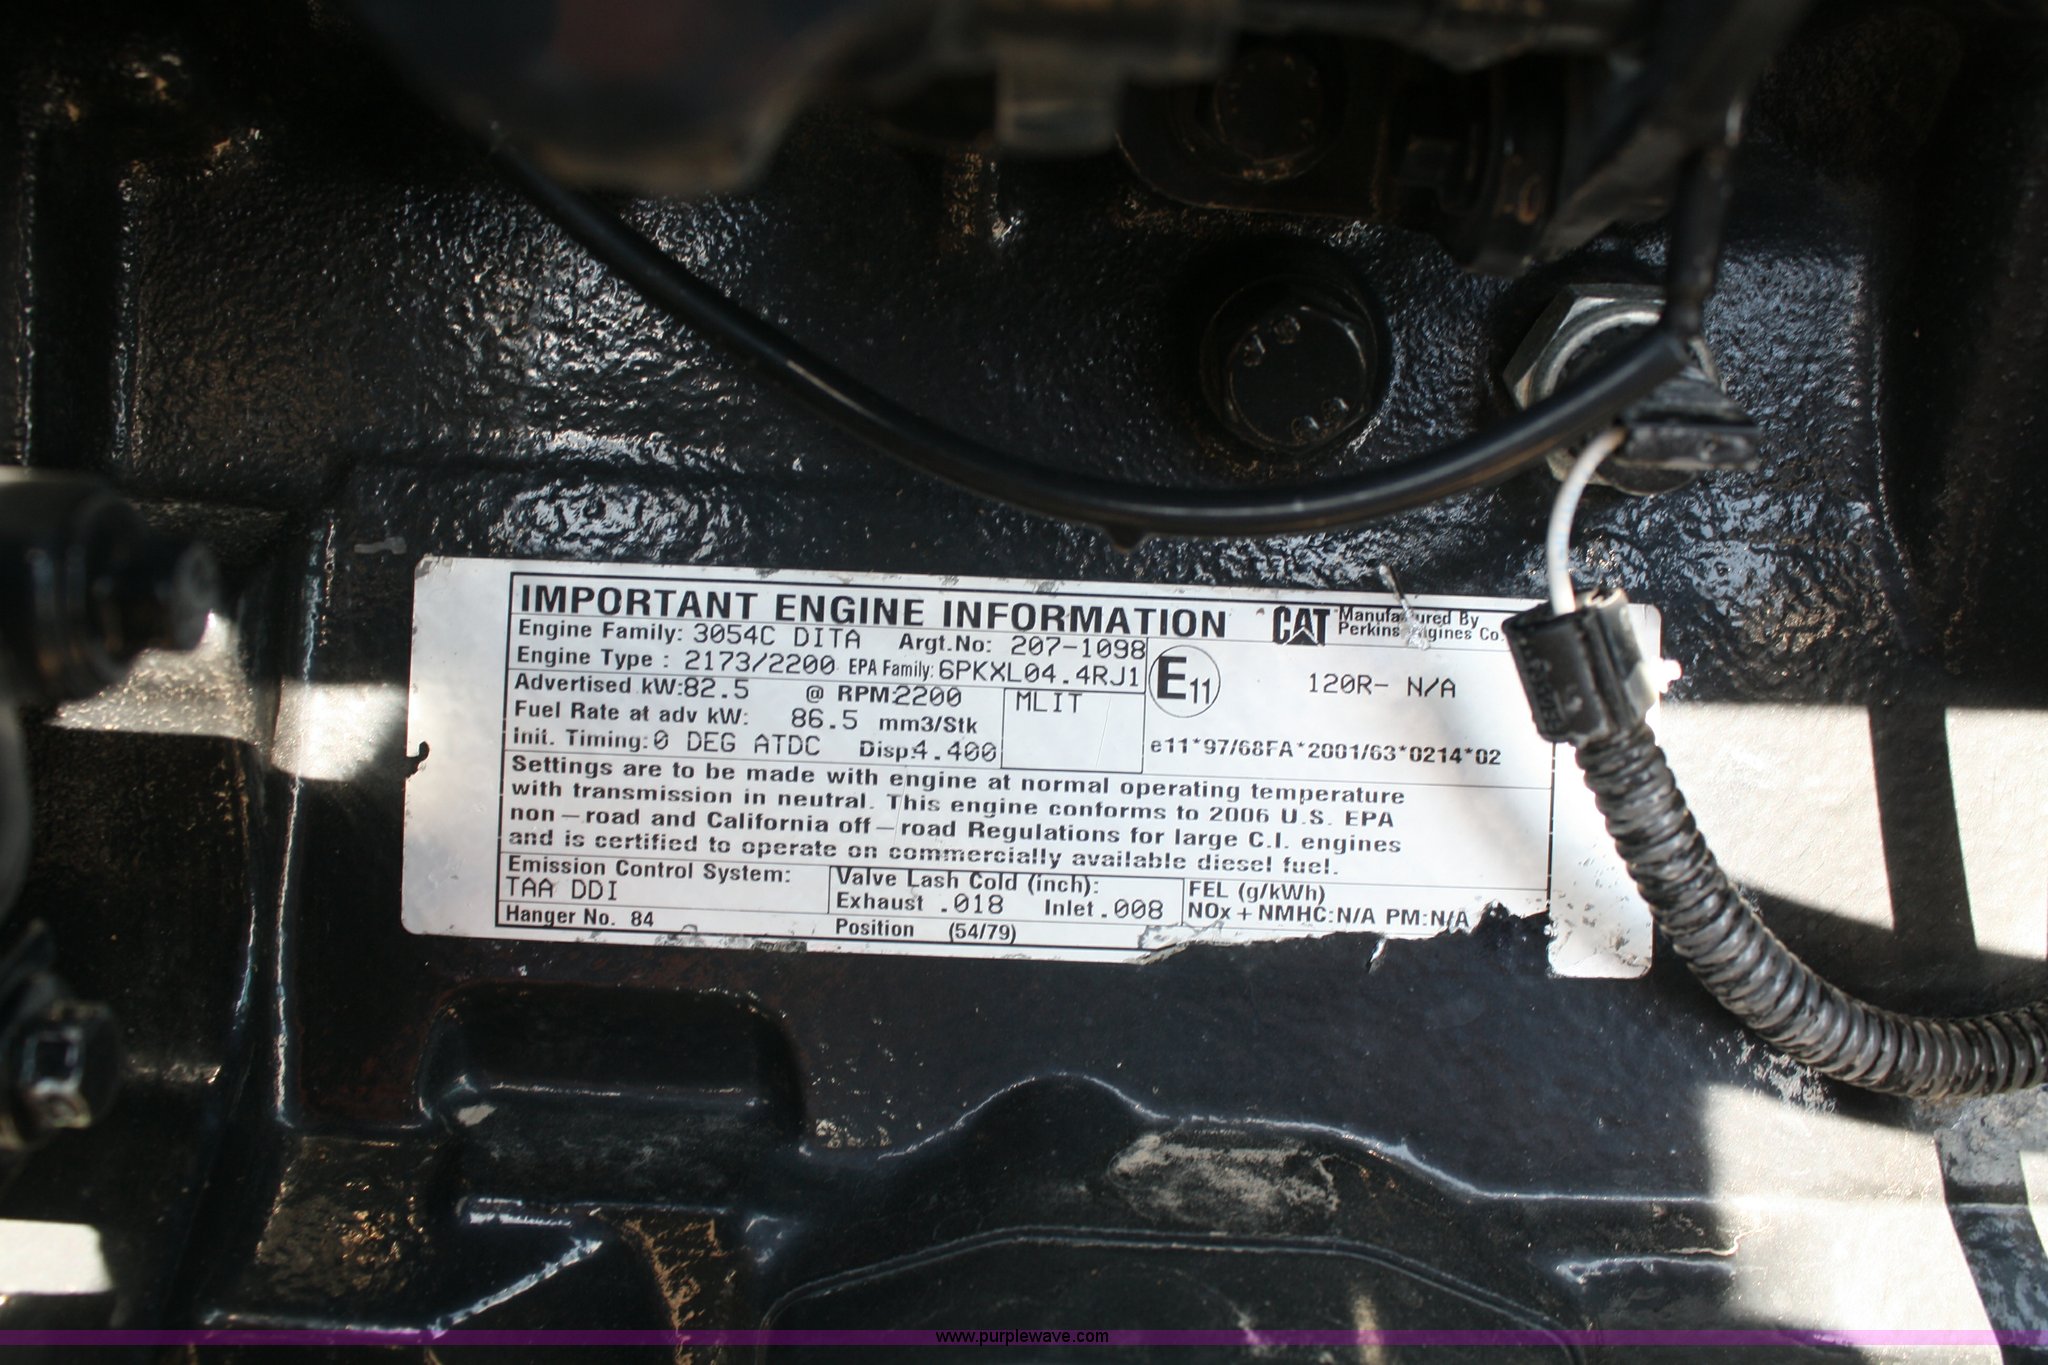 IMPORTANT ENGINE INFORMATION CAT Manufa ured By
Perkins gines Co.
Engine Family: 3054C DITA Argt.No: 207-1098
Engine Type : 2173/2200 EPA Family: 6PKXL04.4RJ1
E11 120R- N/A
Advertised kW:82.5 @ RPM:2200 MLIT
Fuel Rate at adv kW: 86.5 mm3/Stk
Init. Timing:0 DEG ATDC Disp:4.400
e11*97/68FA*2001/63*0214*02
Settings are to be made with engine at normal operating temperature
with transmission in neutral. This engine conforms to 2006 U.S. EPA
non-road and California off-road Regulations for large C.I. engines
and is certified to operate on commercially available diesel fuel.
Emission Control System:
TAA DDI
Valve Lash Cold (inch):
Exhaust .018 Inlet .008
FEL (g/kWh)
NOx + NMHC:N/A PM:N/A
Hanger No. 84 Position (54/79)
www.purplewave.com